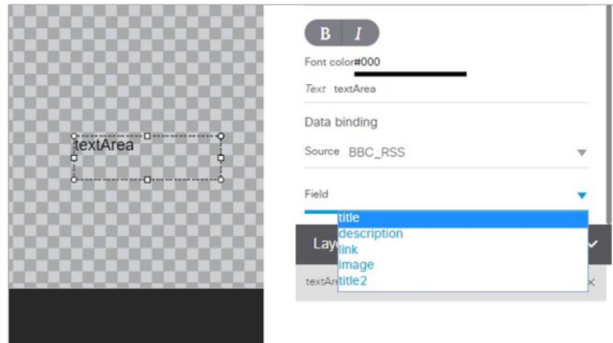 textArea
B I
Font color#000
Text textArea
Data binding
Source BBC_RSS
Field
title
description
Lay
link
image
textAr
title2